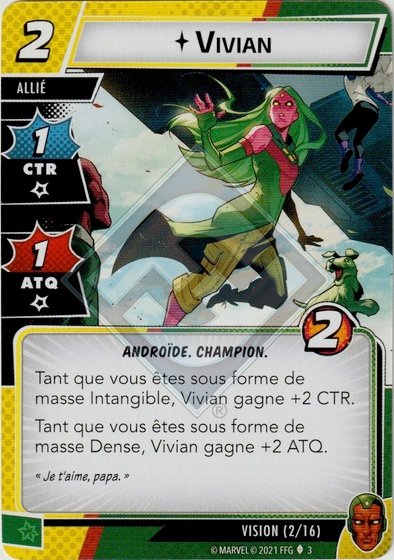 2
Vivian
ALLIÉ
1
CTR
1
ATQ
2
ANDROÏDE. CHAMPION.
Tant que vous êtes sous forme de
masse Intangible, Vivian gagne +2 CTR.
Tant que vous êtes sous forme de
masse Dense, Vivian gagne +2 ATQ.
« Je t'aime, papa. »
VISION (2/16)
© MARVEL © 2021 FFG 3